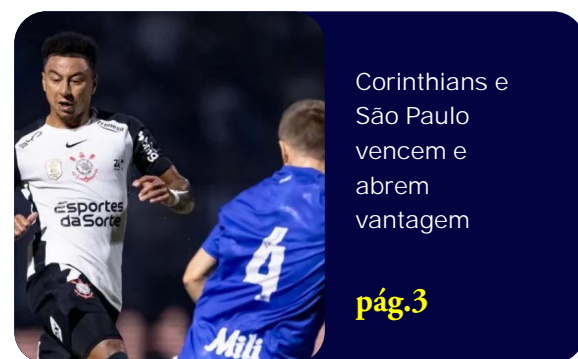 Corinthians e
São Paulo
vencem e
abrem
vantagem
pág.3
Esportes
da Sorte
4
Mili